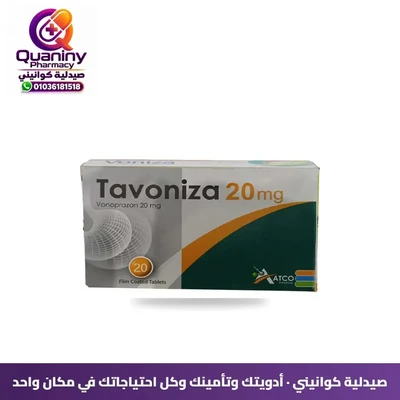 Quaniny
Pharmacy
صيدلية كوانيني
01036181518
Voniza
Tavoniza 20mg
Vonoprazan 20 mg
20
Film Coated Tablets
ATCO
صيدلية كوانيني - أدويتك وتأمينك وكل احتياجاتك في مكان واحد